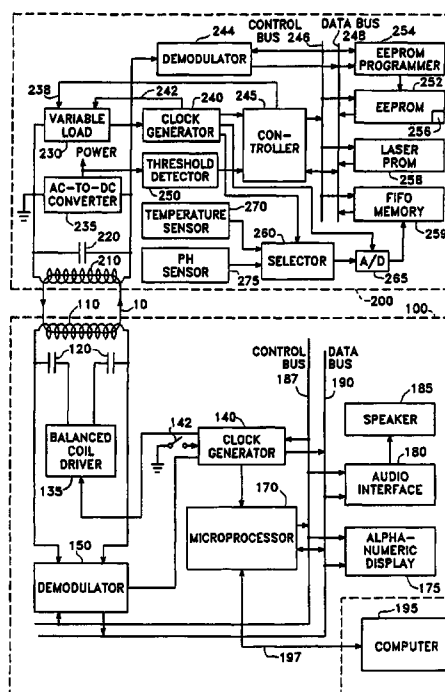 CONTROL BUS 246
DATA BUS 248
244
DEMODULATOR
254
EEPROM PROGRAMMER
238
242
240
245
252
VARIABLE LOAD
230
CLOCK GENERATOR
CON-TROLLER
EEPROM
256
POWER
AC-TO-DC CONVERTER
235
THRESHOLD DETECTOR
250
LASER PROM
258
TEMPERATURE SENSOR
270
FIFO MEMORY
259
220
260
210
PH SENSOR
275
SELECTOR
A/D
265
110
10
200
100
120
CONTROL BUS
187
DATA BUS
190
185
SPEAKER
142
140
CLOCK GENERATOR
180
AUDIO INTERFACE
BALANCED COIL DRIVER
135
170
MICROPROCESSOR
ALPHA-NUMERIC DISPLAY
175
150
DEMODULATOR
195
COMPUTER
197